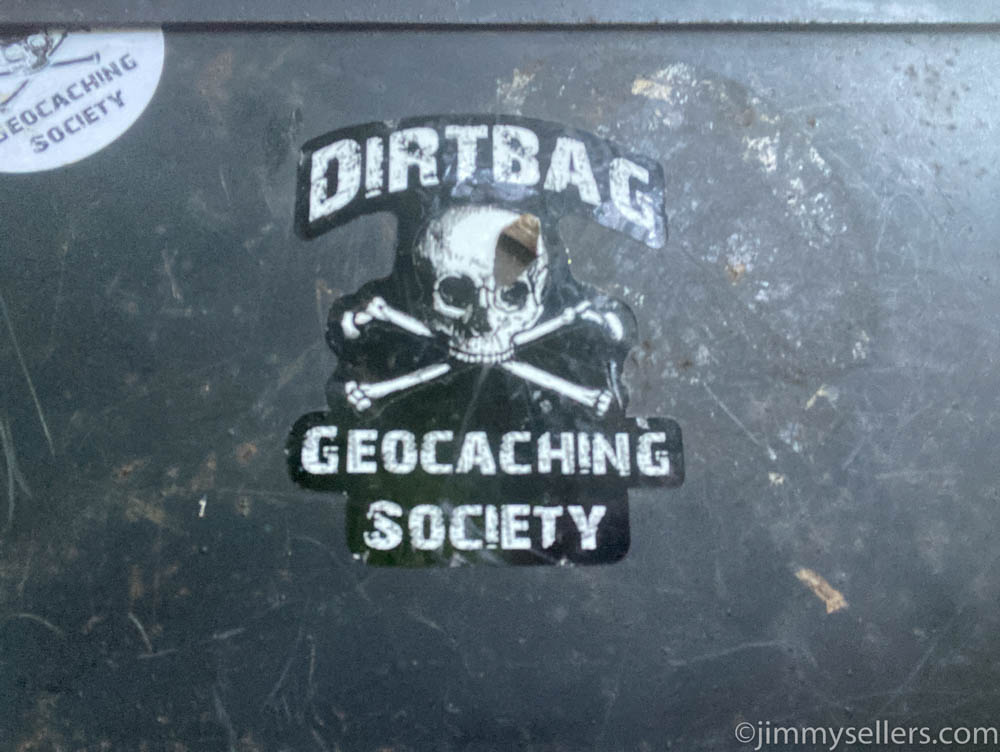 GEOCACHING
SOCIETY
DIRTBAG
GEOCACHING
SOCIETY
©jimmysellers.com